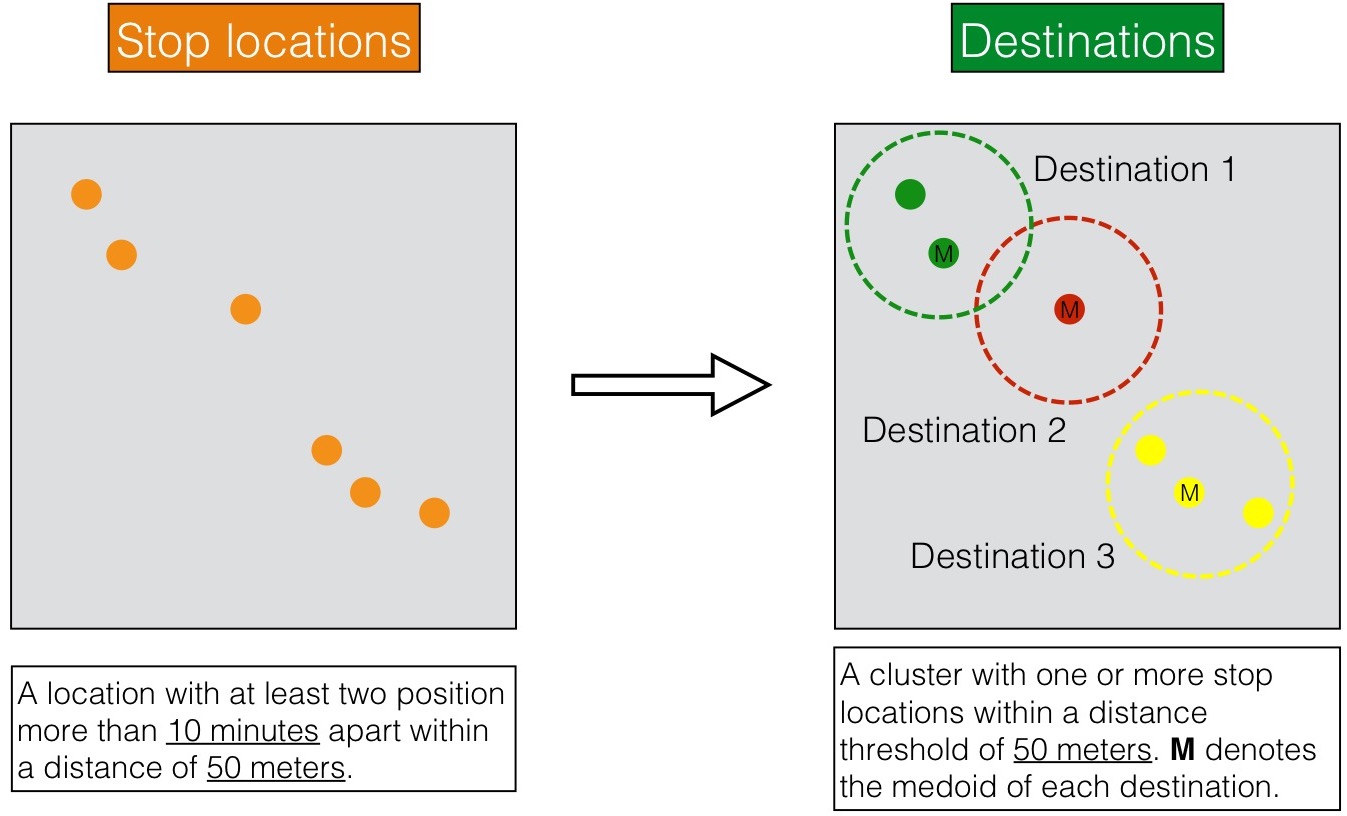 Stop locations
Destinations
Destination 1
M
M
Destination 2
M
Destination 3
A location with at least two position
more than 10 minutes apart within
a distance of 50 meters.
A cluster with one or more stop
locations within a distance
threshold of 50 meters. M denotes
the medoid of each destination.